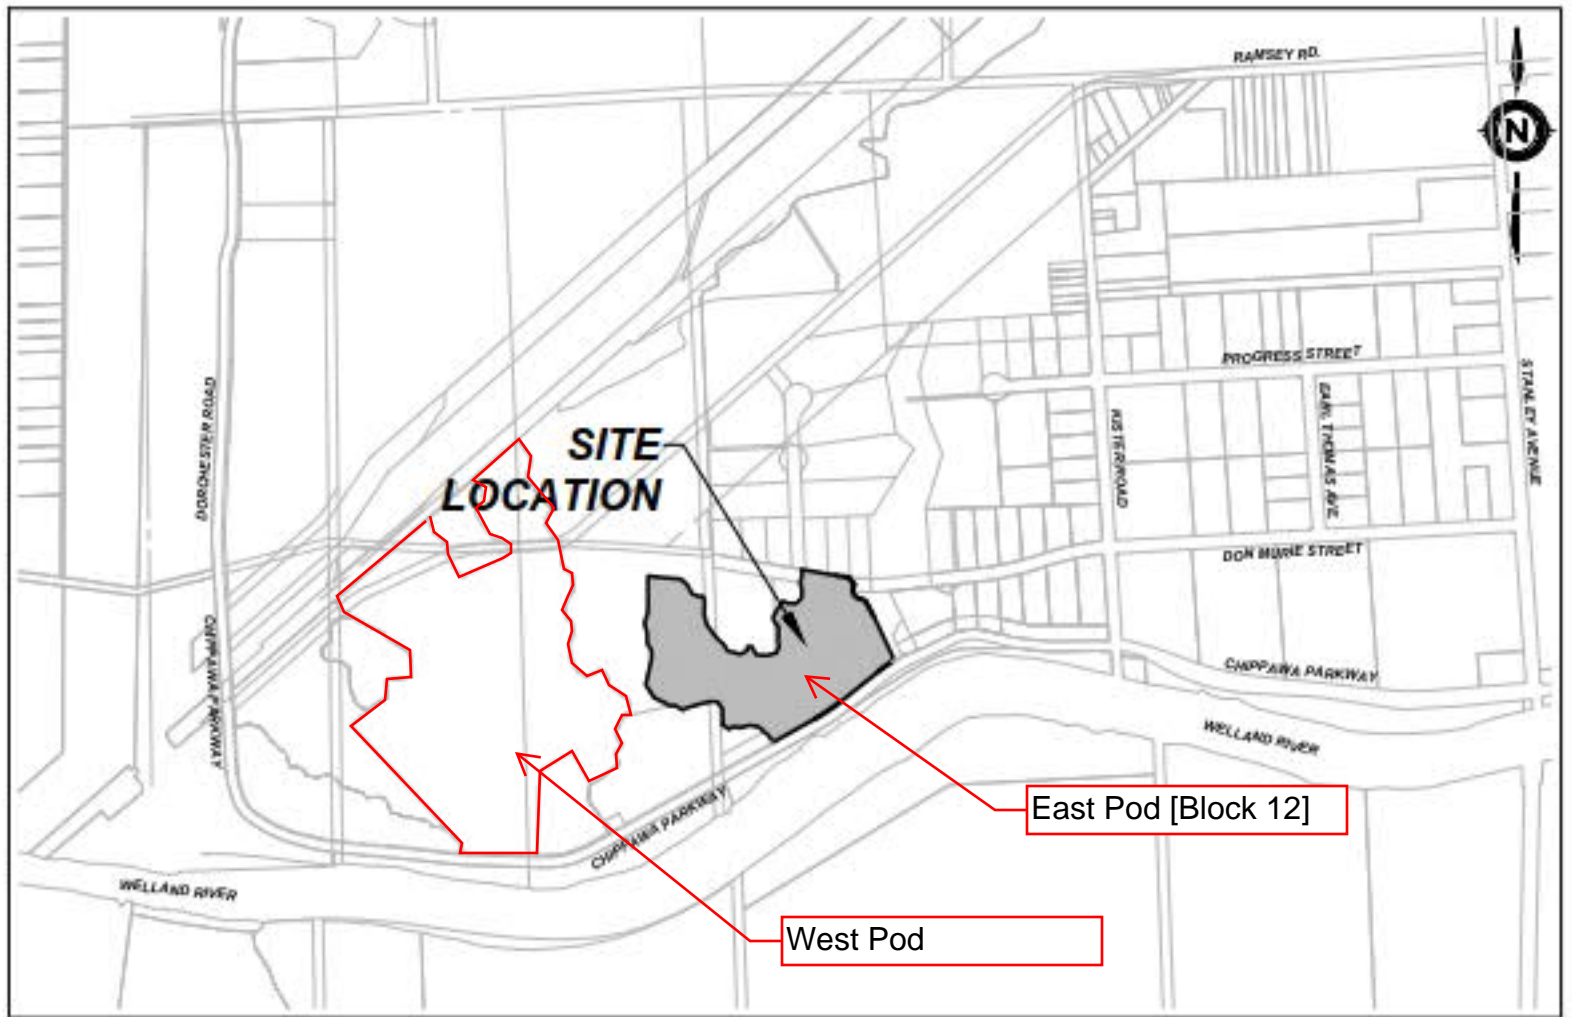 RAMSEY RD.
N
PROGRESS STREET
STANLEY AVENUE
DORCHESTER ROAD
EARL THOMAS AVE.
KISTER ROAD
SITE
LOCATION
DON MURIE STREET
CHIPPAWA PARKWAY
CHIPPAWA PARKWAY
WELLAND RIVER
East Pod [Block 12]
CHIPPAWA PARKWAY
WELLAND RIVER
West Pod